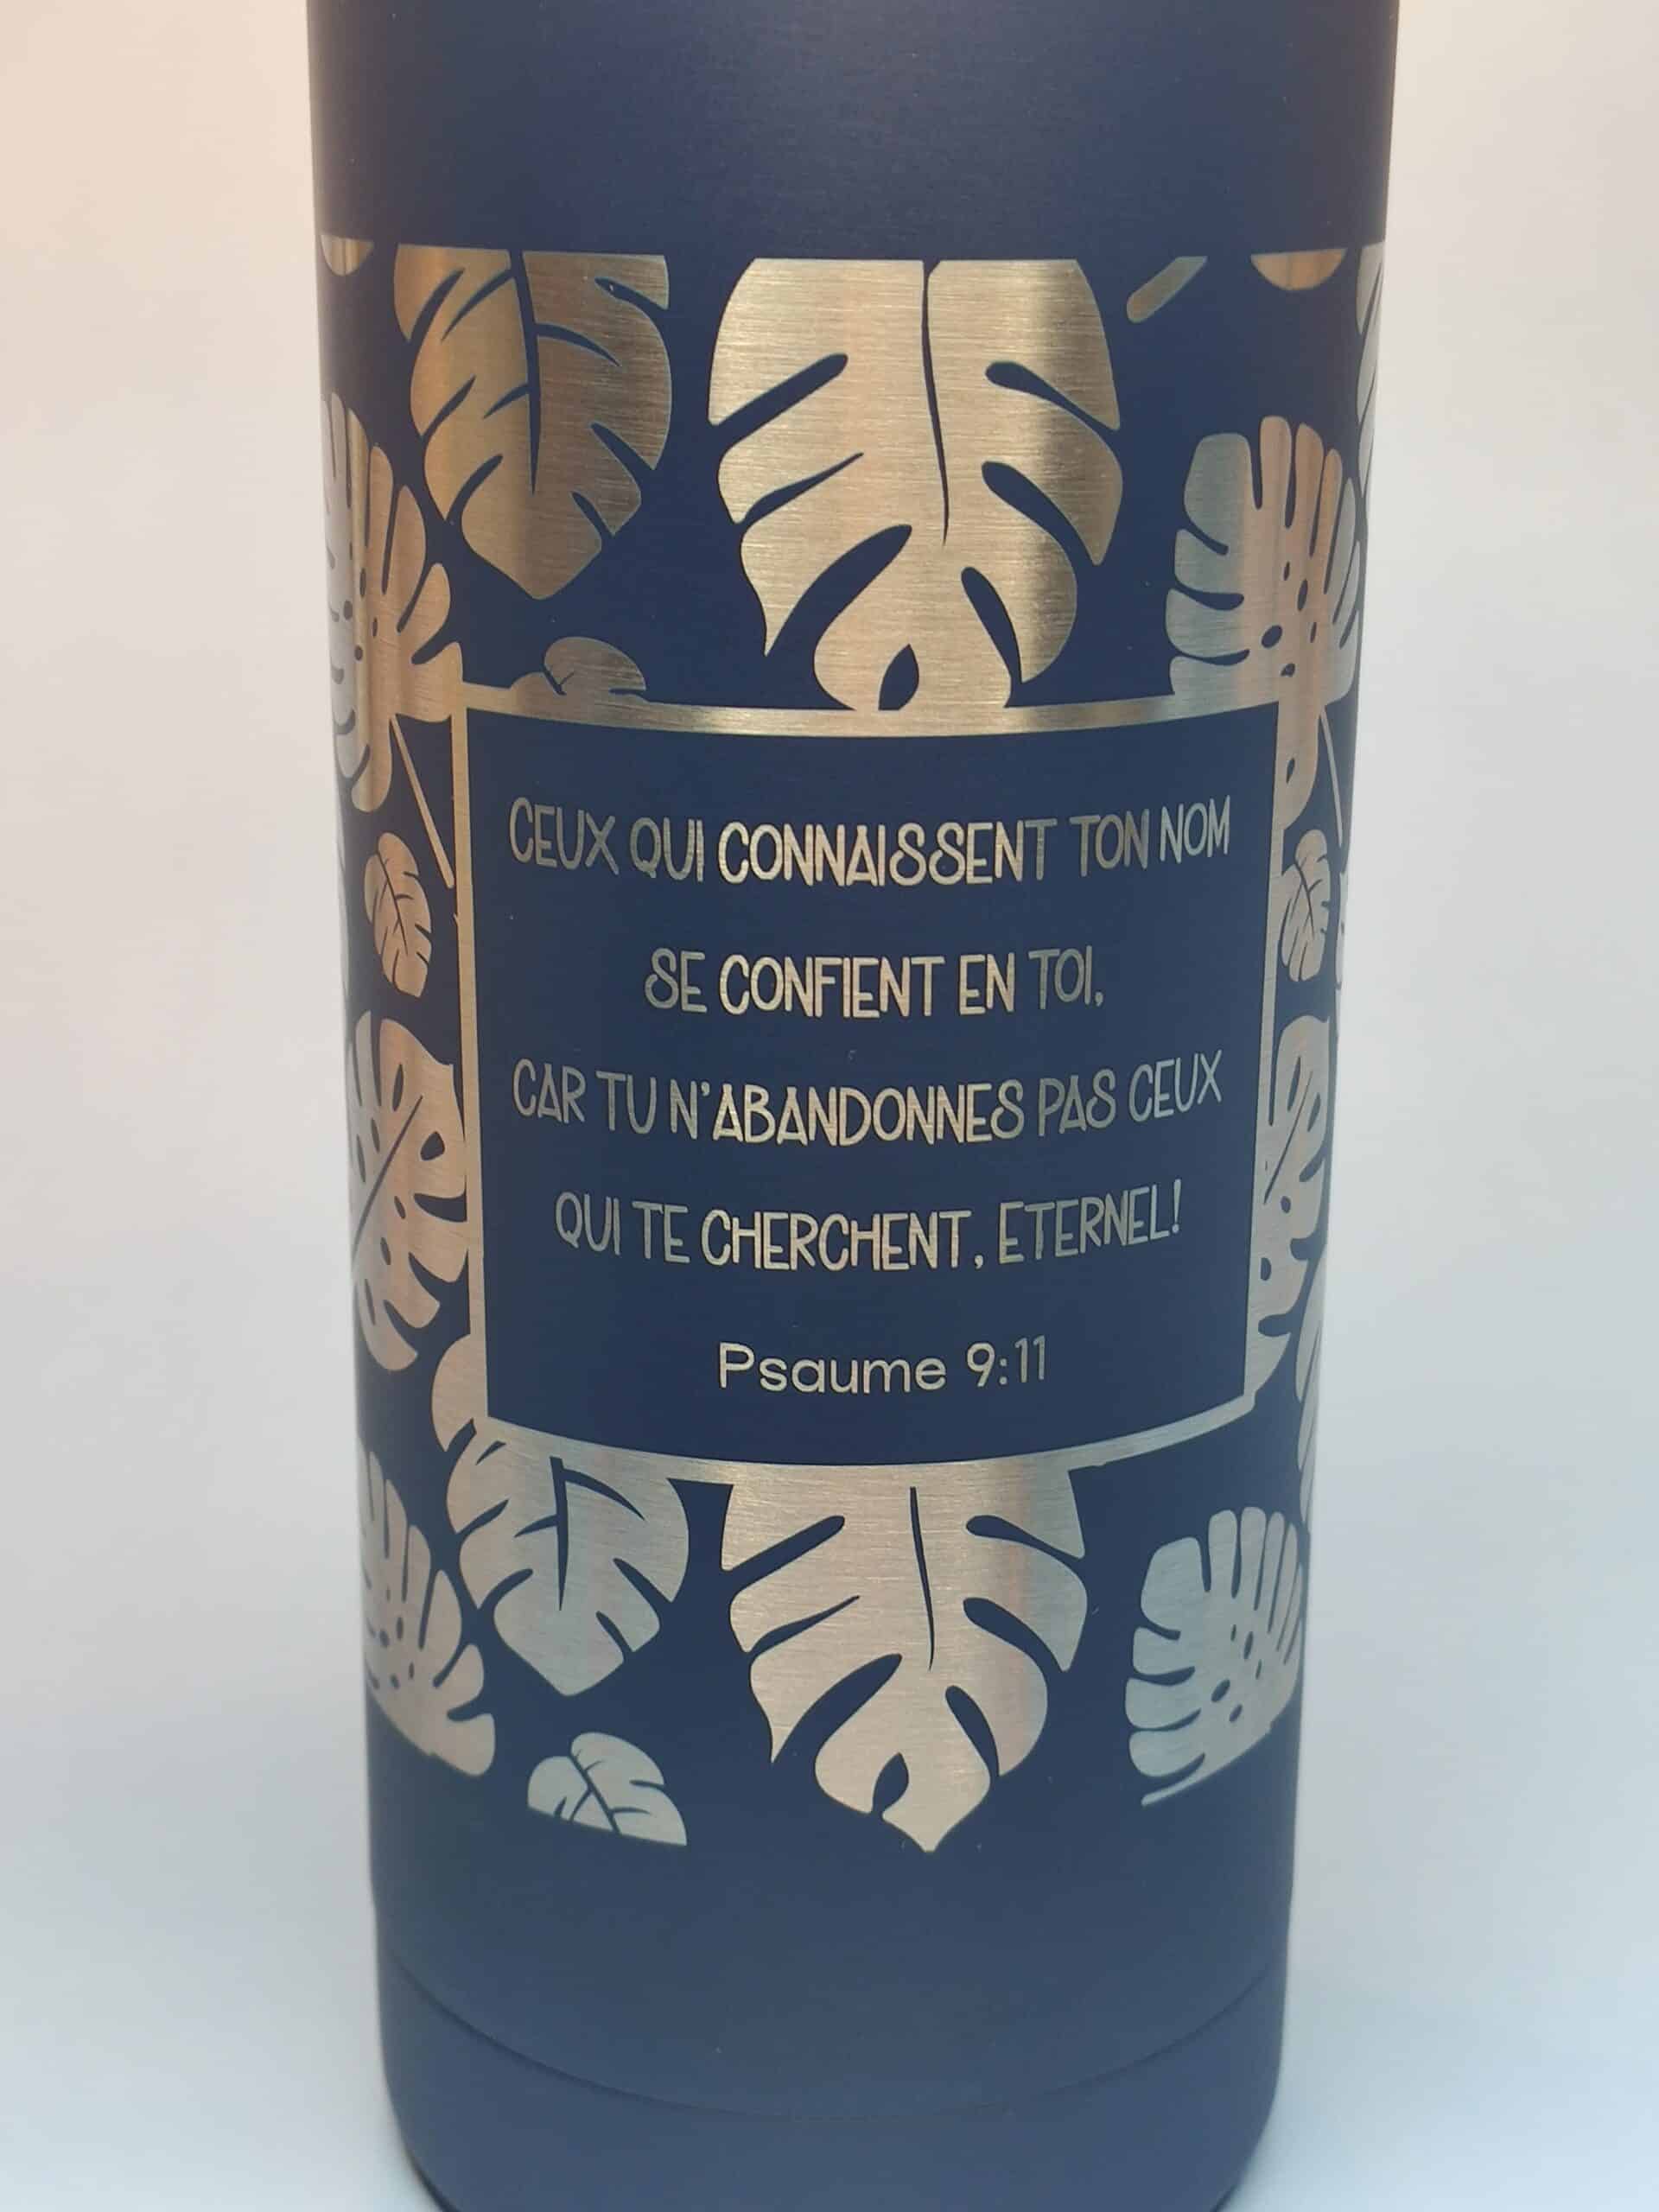 CEUX QUI CONNAISSENT TON NOM
SE CONFIENT EN TOI,
CAR TU N'ABANDONNES PAS CEUX
QUI TE CHERCHENT, ETERNEL!
Psaume 9:11